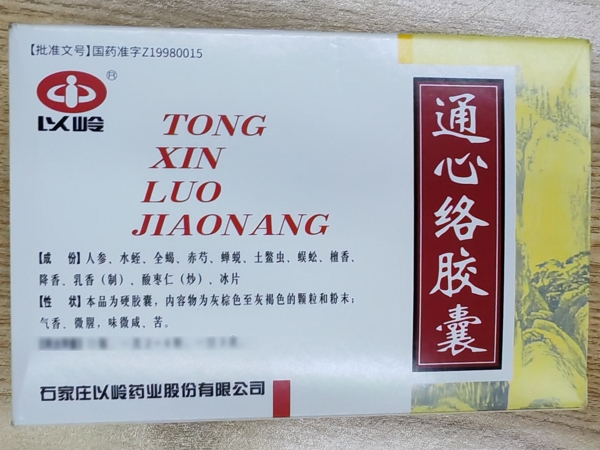 【批准文号】国药准字Z19980015
R
以岭
TONG
XIN
LUO
JIAONANG
【成 份】人参、水蛭、全蝎、赤芍、蝉蜕、土鳖虫、蜈蚣、檀香、
降香、乳香（制）、酸枣仁（炒）、冰片
【性 状】本品为硬胶囊，内容物为灰棕色至灰褐色的颗粒和粉末；
气香、微腥，味微咸、苦。
石家庄以岭药业股份有限公司
通心络胶囊